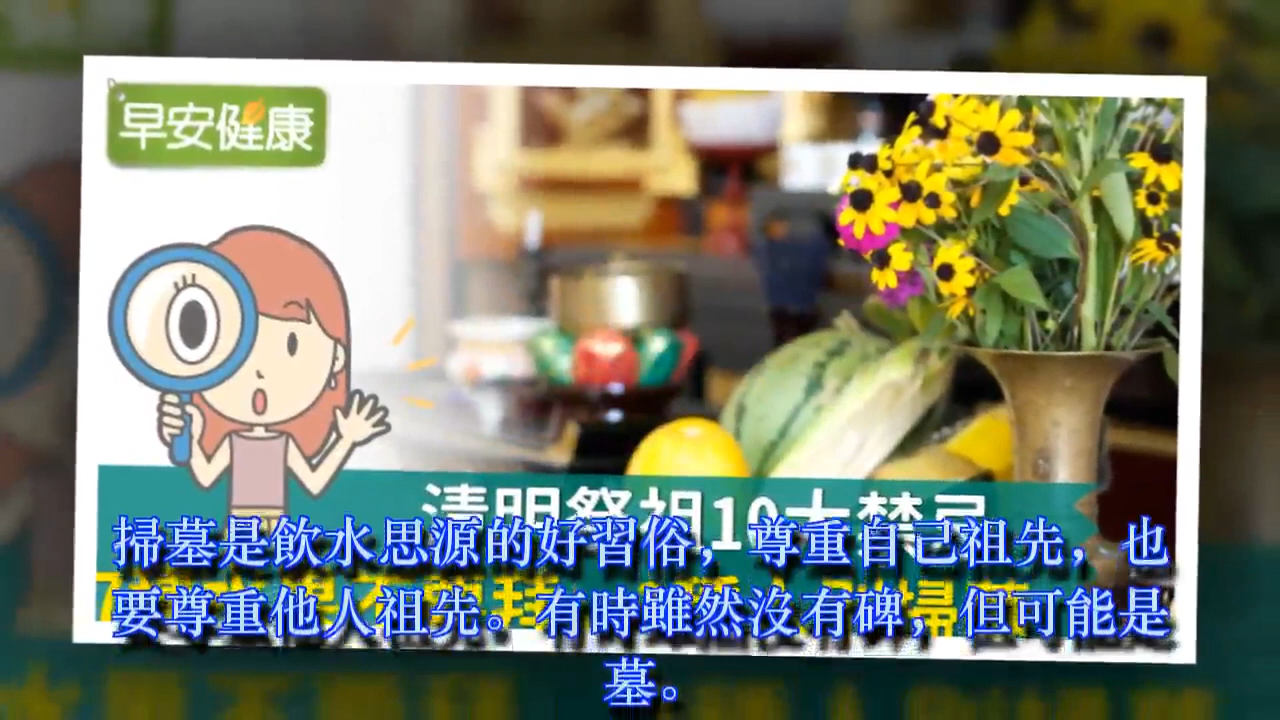 早安健康
清明祭祖10大禁忌
掃墓是飲水思源的好習俗，尊重自己祖先，也
要尊重他人祖先。有時雖然沒有碑，但可能是
墓。